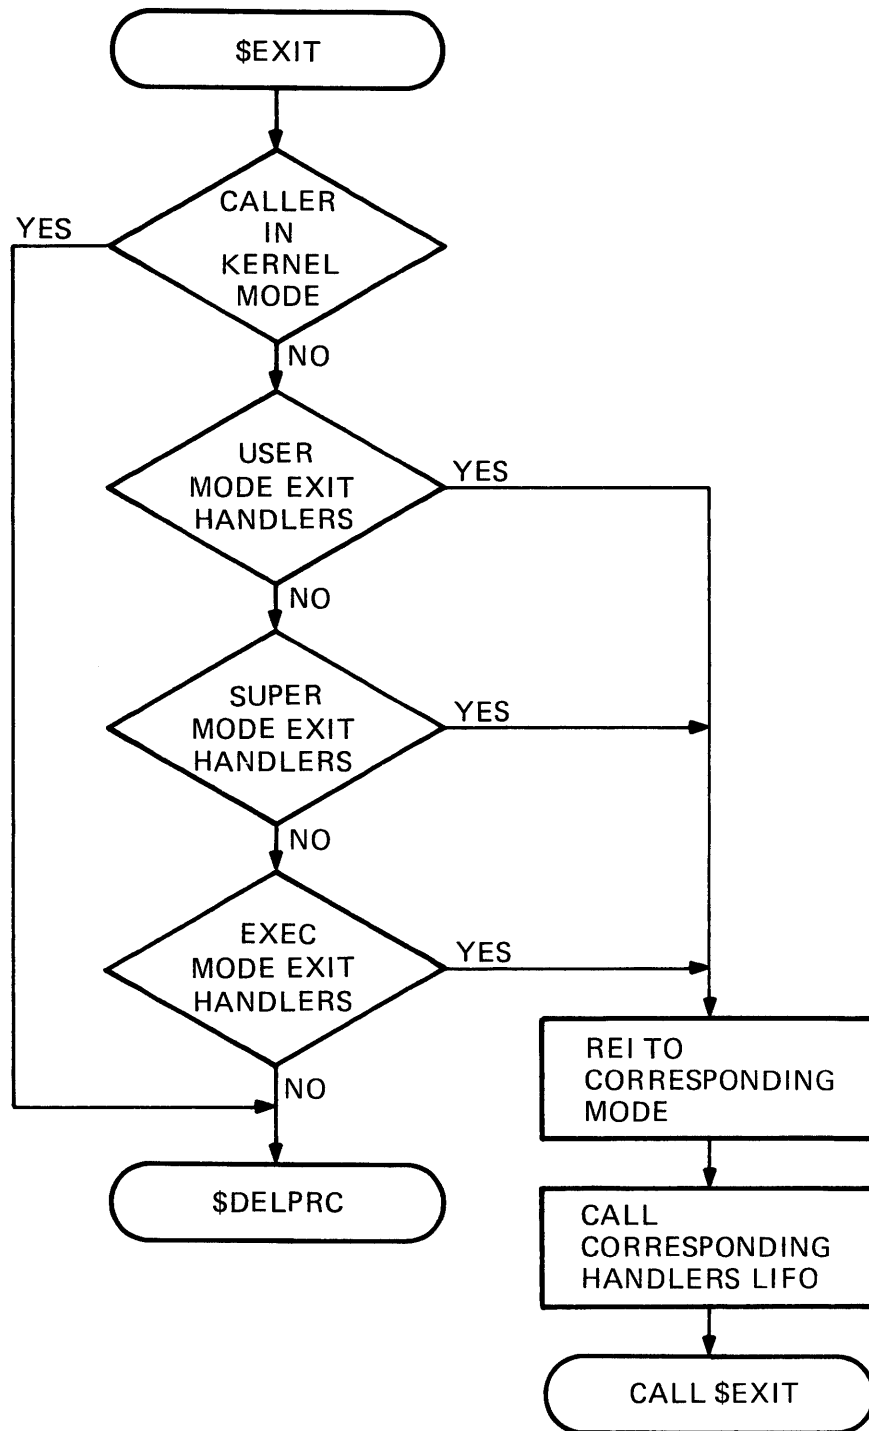 $EXIT
CALLER
IN
KERNEL
MODE
YES
NO
USER
MODE EXIT
HANDLERS
YES
NO
SUPER
MODE EXIT
HANDLERS
YES
NO
EXEC
MODE EXIT
HANDLERS
YES
NO
$DELPRC
REI TO
CORRESPONDING
MODE
CALL
CORRESPONDING
HANDLERS LIFO
CALL $EXIT